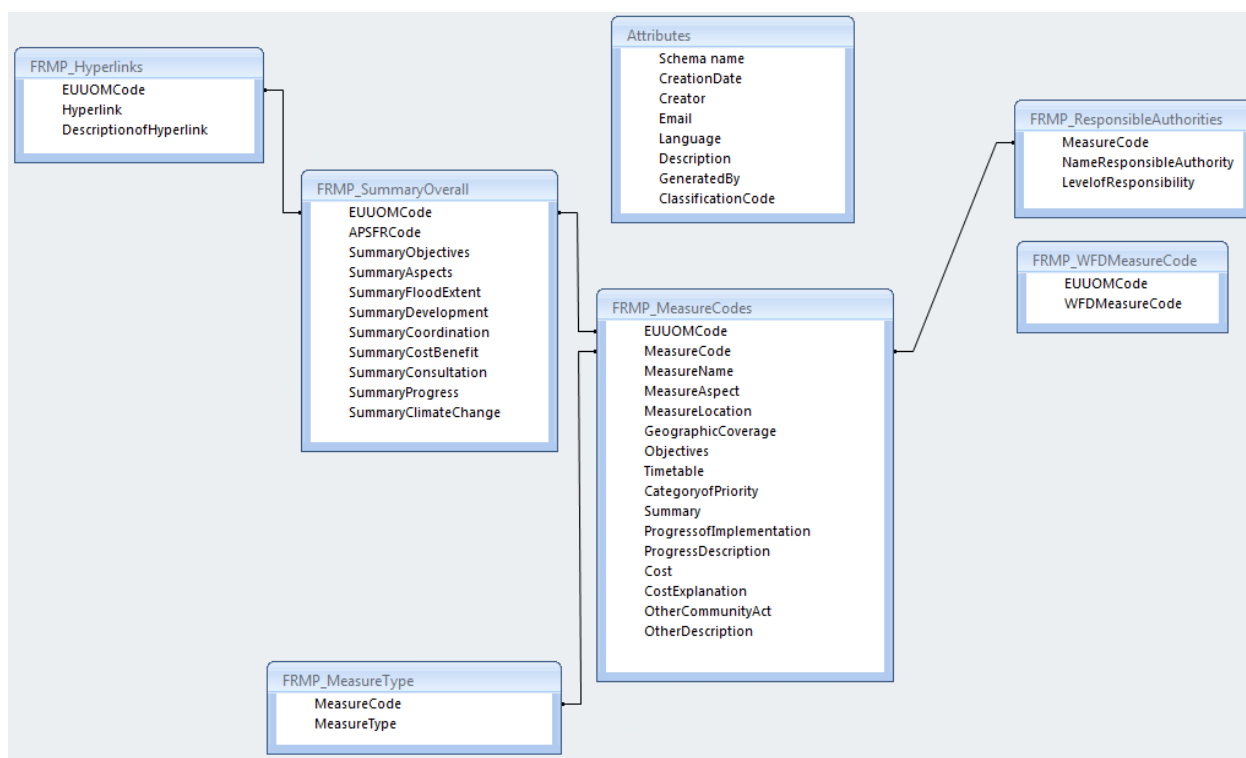 FRMP_Hyperlinks
EUUOMCode
Hyperlink
DescriptionofHyperlink
FRMP_SummaryOverall
EUUOMCode
APSFRCode
SummaryObjectives
SummaryAspects
SummaryFloodExtent
SummaryDevelopment
SummaryCoordination
SummaryCostBenefit
SummaryConsultation
SummaryProgress
SummaryClimateChange
Attributes
Schema name
CreationDate
Creator
Email
Language
Description
GeneratedBy
ClassificationCode
FRMP_MeasureCodes
EUUOMCode
MeasureCode
MeasureName
MeasureAspect
MeasureLocation
GeographicCoverage
Objectives
Timetable
CategoryofPriority
Summary
ProgressofImplementation
ProgressDescription
Cost
CostExplanation
OtherCommunityAct
OtherDescription
FRMP_ResponsibleAuthorities
MeasureCode
NameResponsibleAuthority
LevelofResponsibility
FRMP_WFDMeasureCode
EUUOMCode
WFDMeasureCode
FRMP_MeasureType
MeasureCode
MeasureType